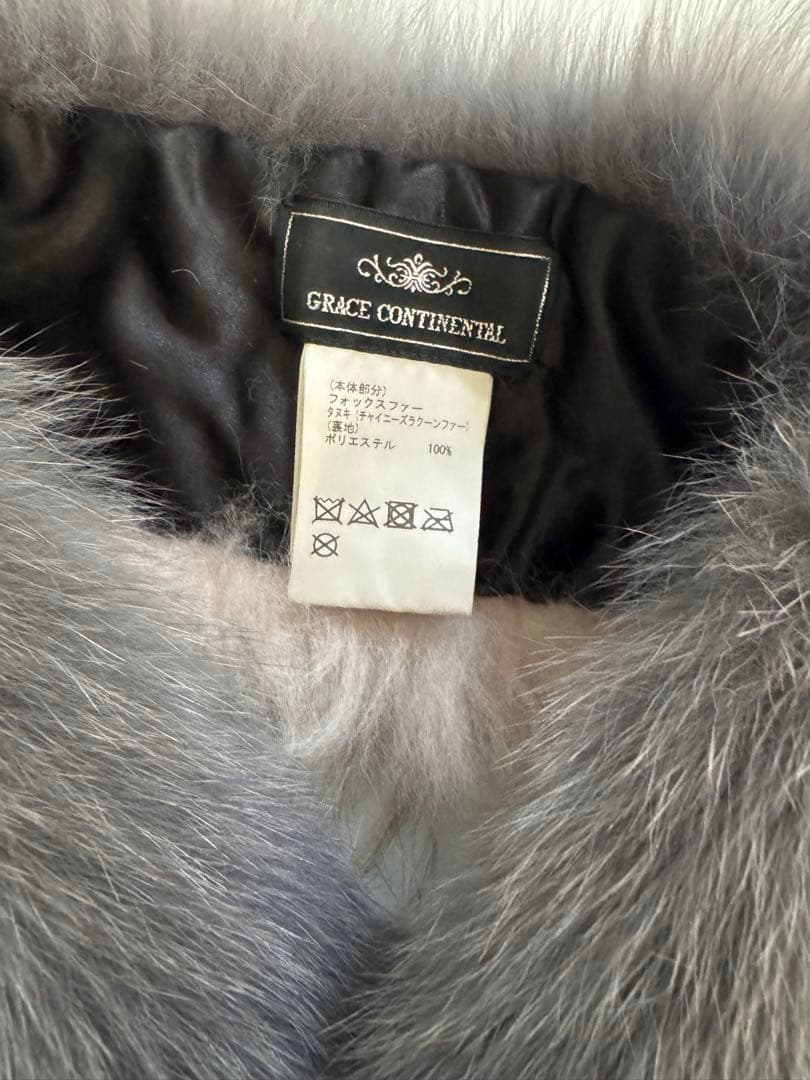 GRACE CONTINENTAL
(本体部分)
フォックスファー
タヌキ(チャイニーズラクーンファー)
(裏地)
ポリエステル 100%